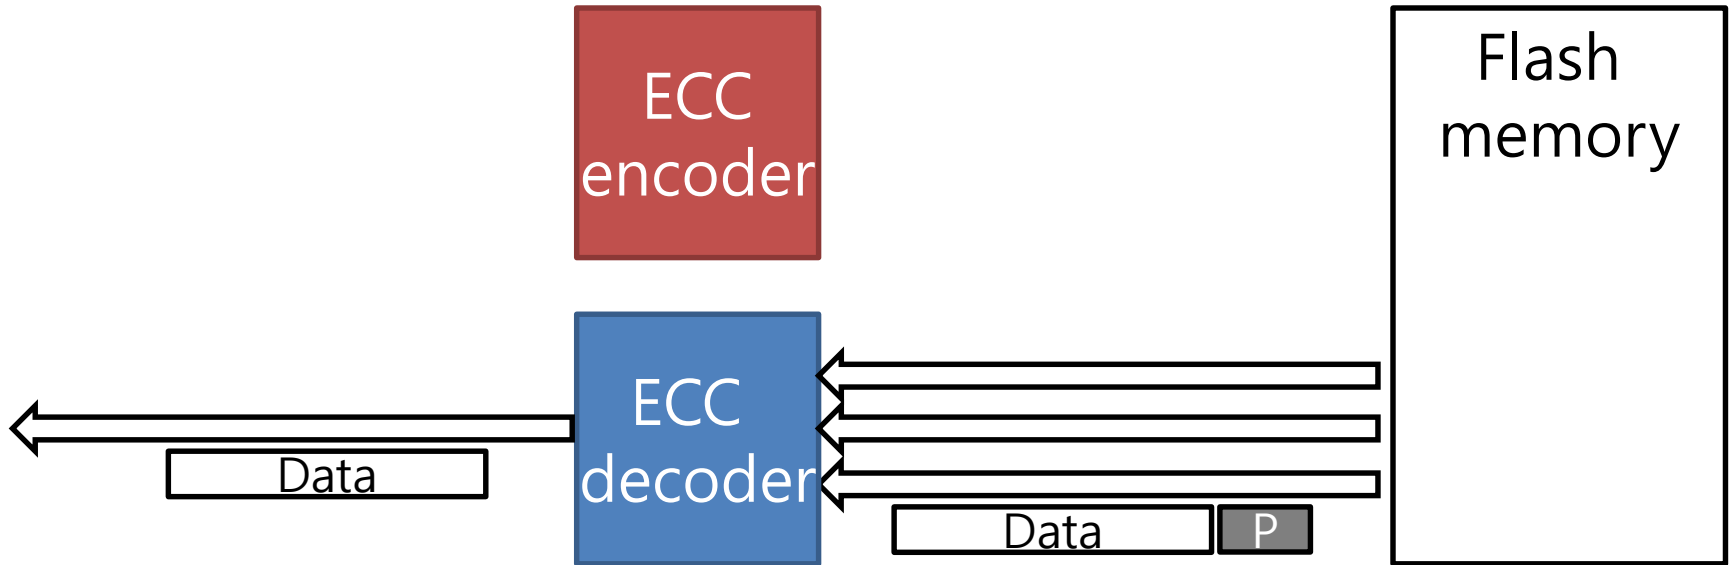 ECC
encoder
Flash
memory
ECC
decoder
Data
Data
P